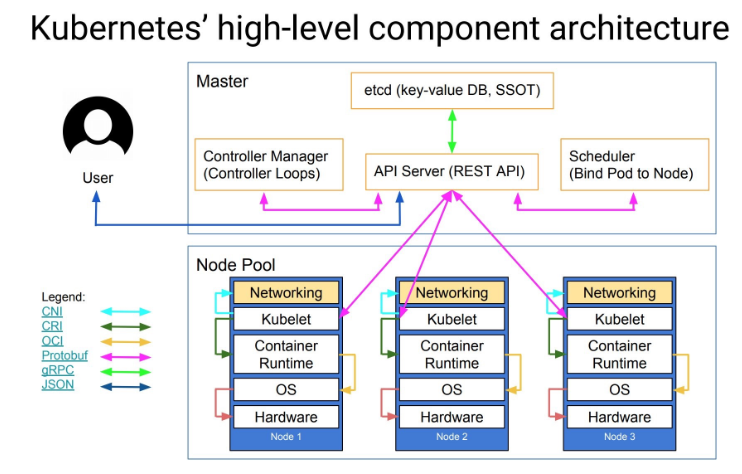 Kubernetes’ high-level component architecture
Master
etcd (key-value DB, SSOT)
Controller Manager
(Controller Loops)
API Server (REST API)
Scheduler
(Bind Pod to Node)
User
Node Pool
Networking
Kubelet
Container
Runtime
OS
Hardware
Node 1
Networking
Kubelet
Container
Runtime
OS
Hardware
Node 2
Networking
Kubelet
Container
Runtime
OS
Hardware
Node 3
Legend:
CNI
CRI
OCI
Protobuf
gRPC
JSON